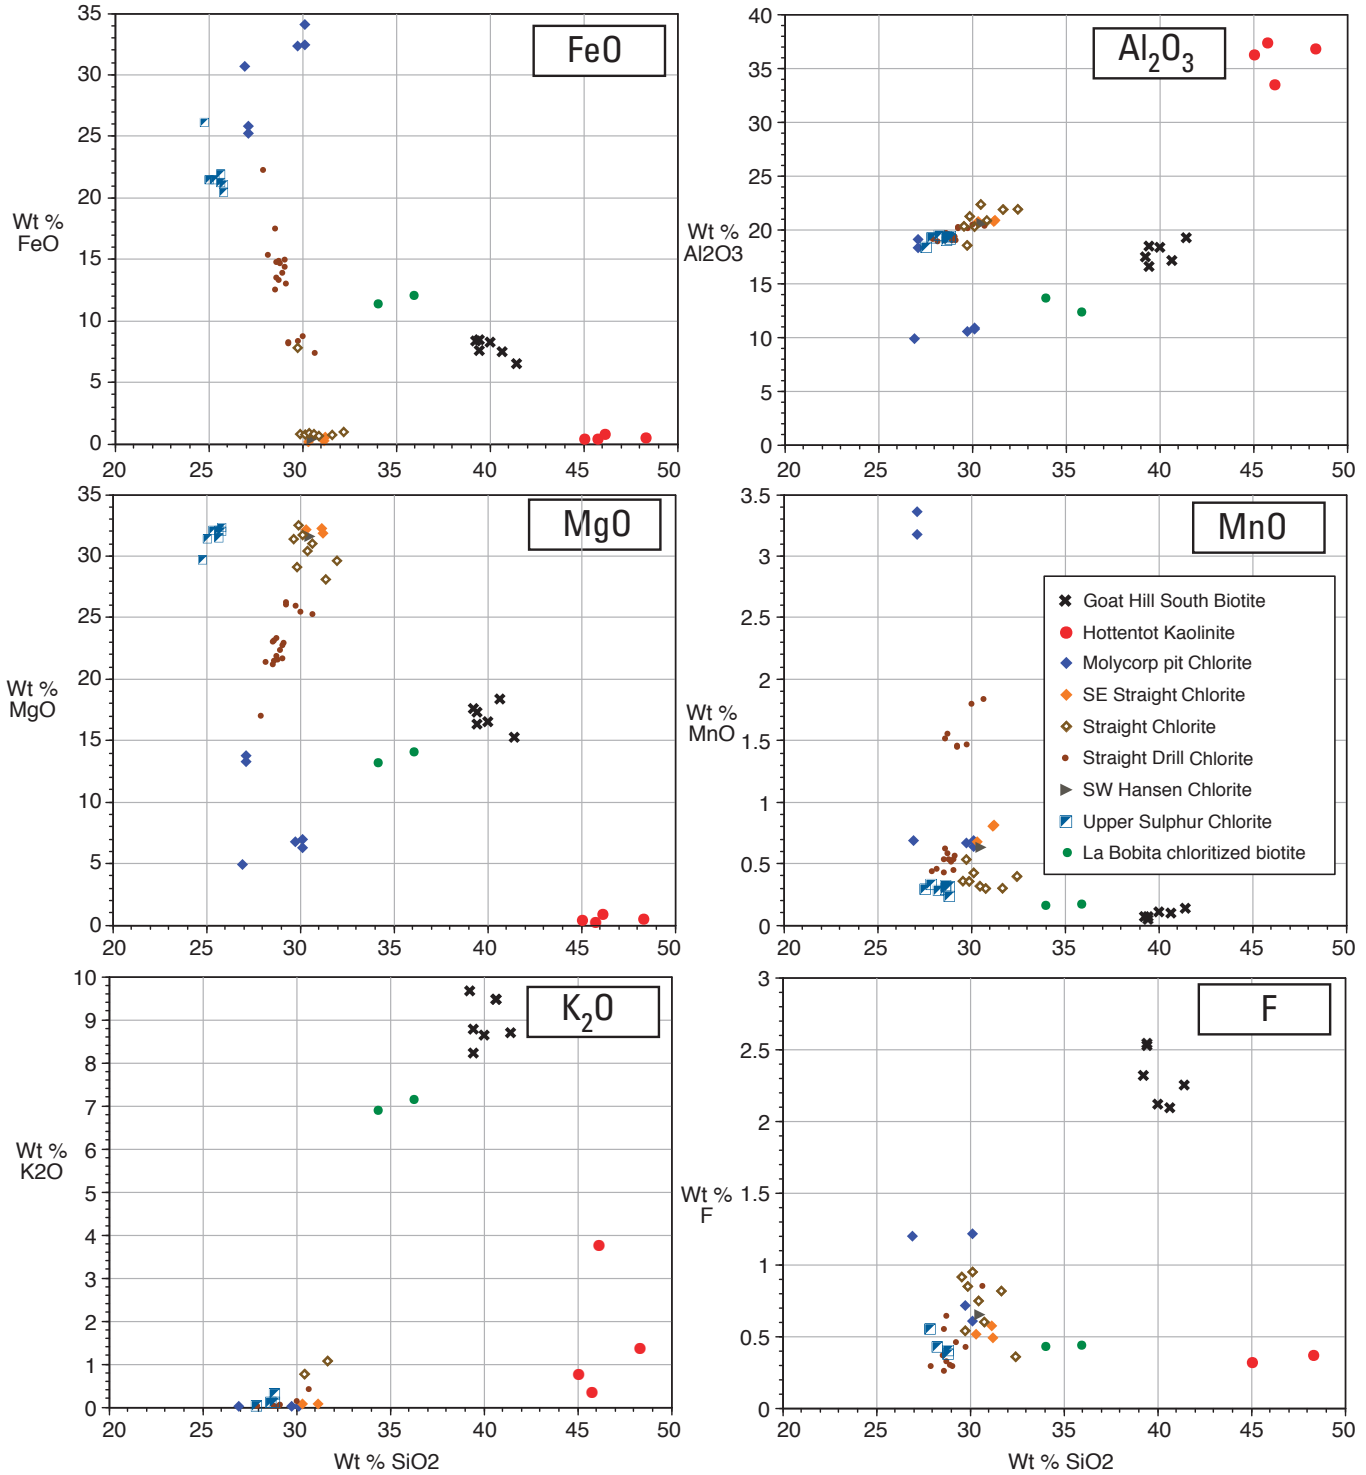 FeO
35
30
25
20
15
10
5
0
Wt %
FeO
20 25 30 35 40 45 50
Al2O3
40
35
30
25
20
15
10
5
0
Wt %
Al2O3
20 25 30 35 40 45 50
MgO
35
30
25
20
15
10
5
0
Wt %
MgO
20 25 30 35 40 45 50
MnO
3.5
3
2.5
2
1.5
1
0.5
0
Wt %
MnO
Goat Hill South Biotite
Hottentot Kaolinite
Molycorp pit Chlorite
SE Straight Chlorite
Straight Chlorite
Straight Drill Chlorite
SW Hansen Chlorite
Upper Sulphur Chlorite
La Bobita chloritized biotite
20 25 30 35 40 45 50
K2O
10
9
8
7
6
5
4
3
2
1
0
Wt %
K2O
20 25 30 35 40 45 50
Wt % SiO2
F
3
2.5
2
1.5
1
0.5
0
Wt %
F
20 25 30 35 40 45 50
Wt % SiO2